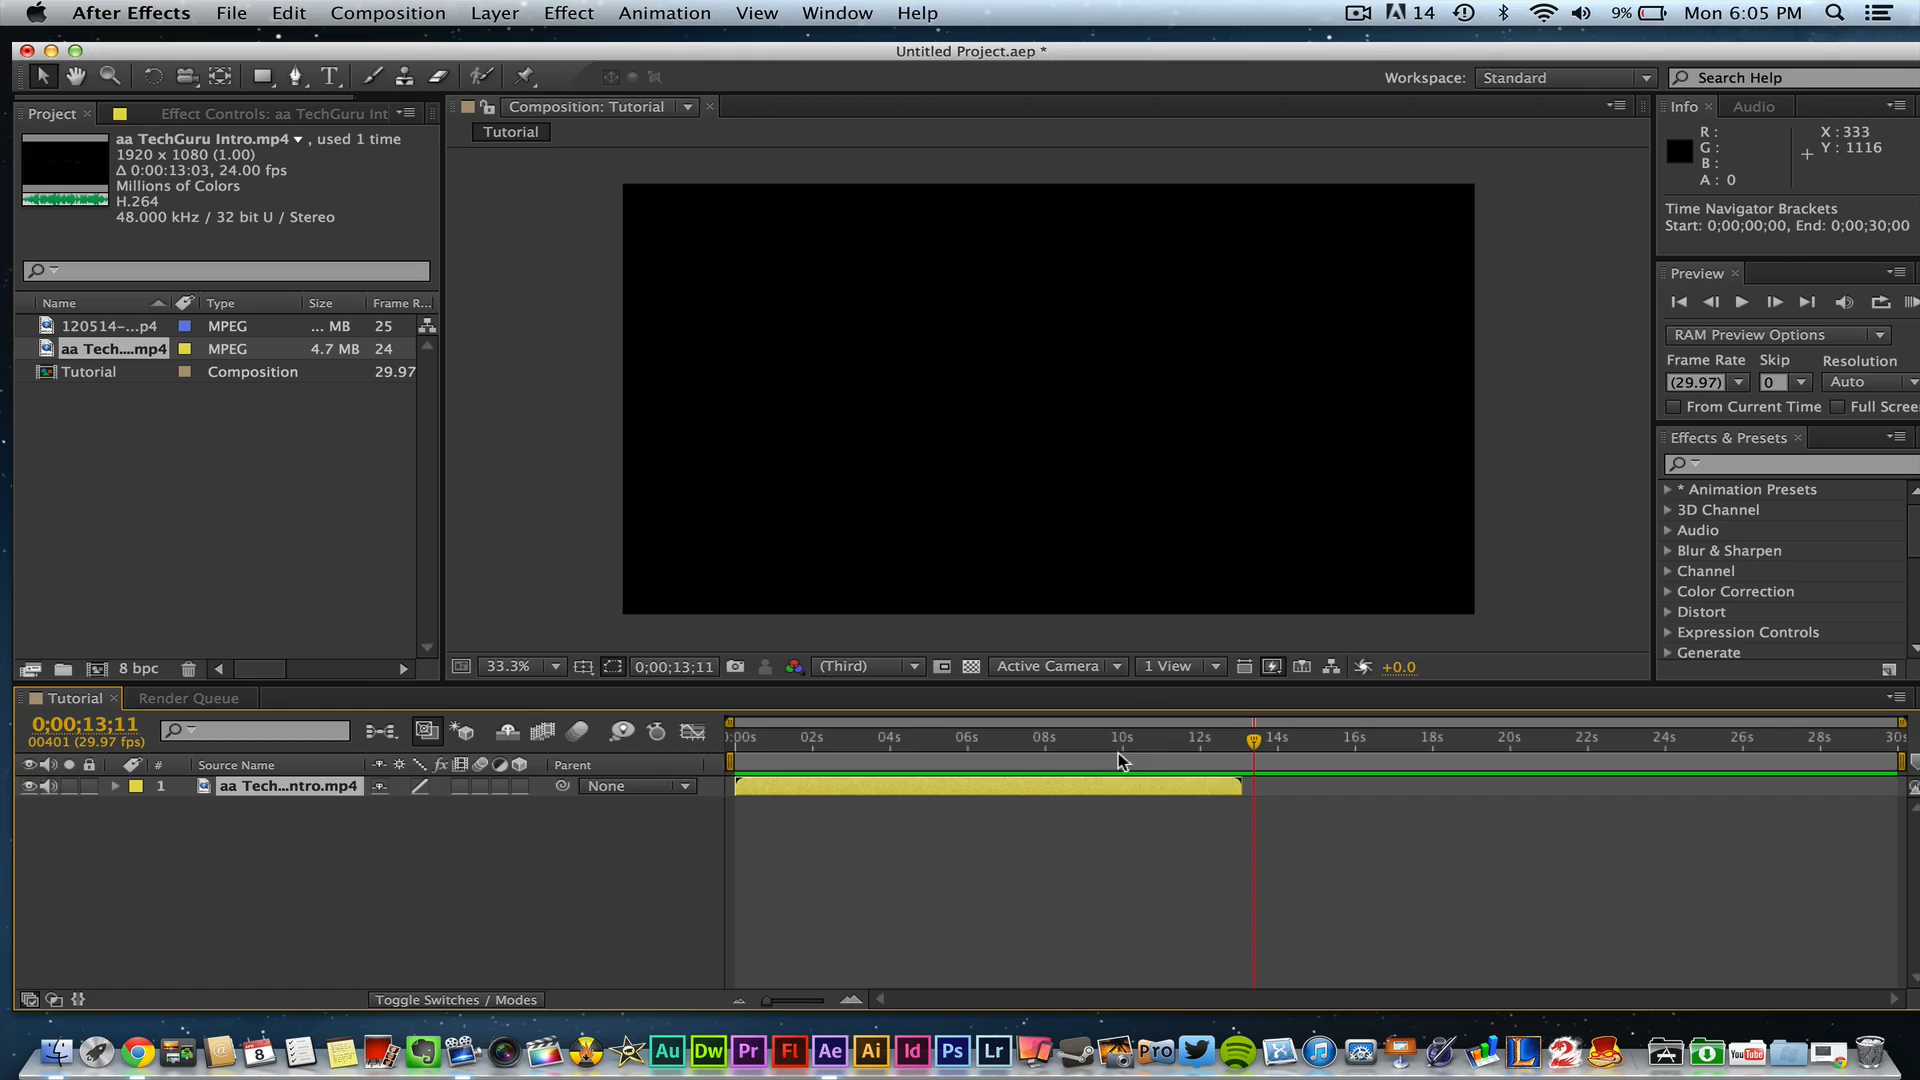 After Effects File Edit Composition Layer Effect Animation View Window Help 14 9% Mon 6:05 PM
Untitled Project.aep *
Workspace: Standard Search Help
Project Effect Controls: aa TechGuru Int
Composition: Tutorial
Info Audio
Tutorial
aa TechGuru Intro.mp4 , used 1 time
1920 x 1080 (1.00)
Δ 0:00:13:03, 24.00 fps
Millions of Colors
H.264
48.000 kHz / 32 bit U / Stereo
R :
G :
B :
A : 0
X : 333
Y : 1116
Time Navigator Brackets
Start: 0;00;00;00, End: 0;00;30;00
Preview
RAM Preview Options
Frame Rate Skip Resolution
(29.97) 0 Auto
From Current Time Full Scree
Name Type Size Frame R...
120514-...p4 MPEG ... MB 25
aa Tech....mp4 MPEG 4.7 MB 24
Tutorial Composition 29.97
Effects & Presets
* Animation Presets
3D Channel
Audio
Blur & Sharpen
Channel
Color Correction
Distort
Expression Controls
Generate
8 bpc
33.3% 0;00;13;11 (Third) Active Camera 1 View +0.0
Tutorial Render Queue
0;00;13;11
00401 (29.97 fps)
:00s 02s 04s 06s 08s 10s 12s 14s 16s 18s 20s 22s 24s 26s 28s 30s
# Source Name fx Parent
1 aa Tech...ntro.mp4 None
Toggle Switches / Modes
8 Au Dw Pr Fl Ae Ai Id Ps Lr Pro L 2 YouTube